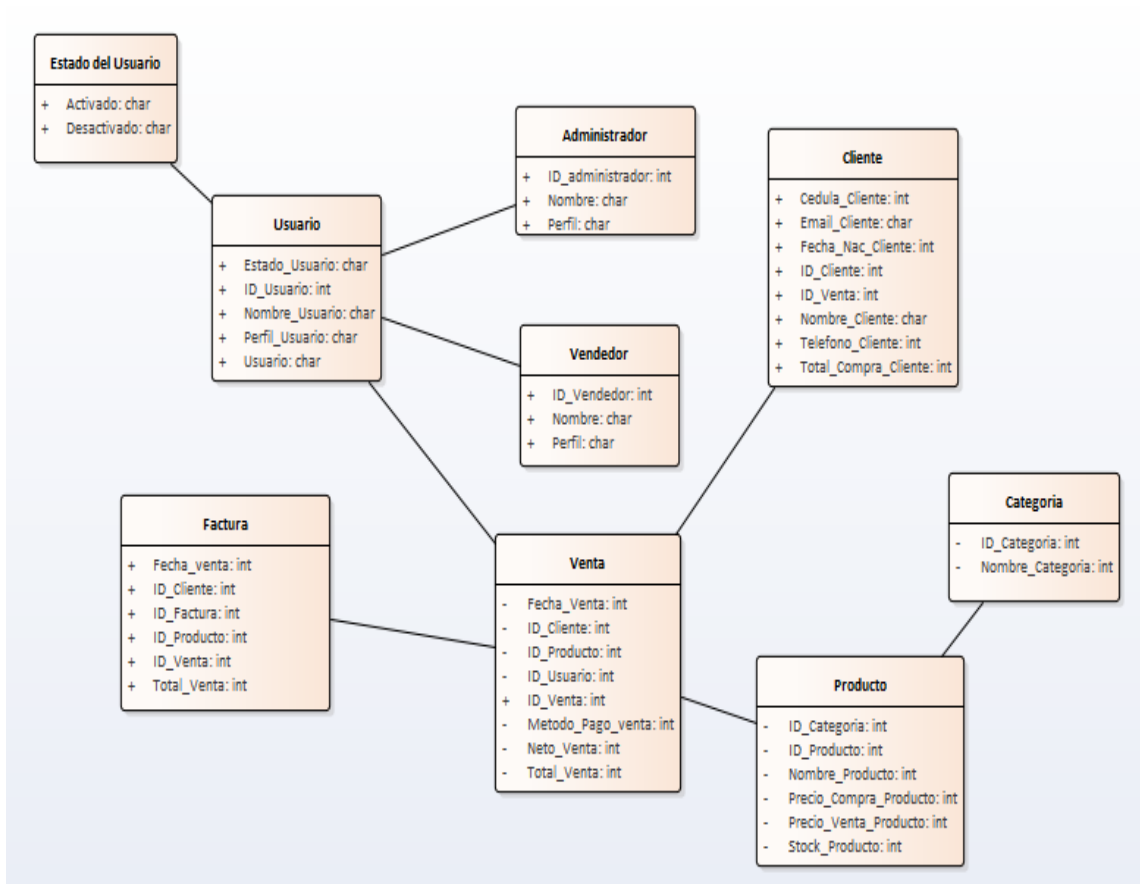 Estado del Usuario
+ Activado: char
+ Desactivado: char
Usuario
+ Estado_Usuario: char
+ ID_Usuario: int
+ Nombre_Usuario: char
+ Perfil_Usuario: char
+ Usuario: char
Administrador
+ ID_administrador: int
+ Nombre: char
+ Perfil: char
Vendedor
+ ID_Vendedor: int
+ Nombre: char
+ Perfil: char
Cliente
+ Cedula_Cliente: int
+ Email_Cliente: char
+ Fecha_Nac_Cliente: int
+ ID_Cliente: int
+ ID_Venta: int
+ Nombre_Cliente: char
+ Telefono_Cliente: int
+ Total_Compra_Cliente: int
Factura
+ Fecha_venta: int
+ ID_Cliente: int
+ ID_Factura: int
+ ID_Producto: int
+ ID_Venta: int
+ Total_Venta: int
Venta
- Fecha_Venta: int
- ID_Cliente: int
- ID_Producto: int
- ID_Usuario: int
+ ID_Venta: int
- Metodo_Pago_venta: int
- Neto_Venta: int
- Total_Venta: int
Categoria
- ID_Categoria: int
- Nombre_Categoria: int
Producto
- ID_Categoria: int
- ID_Producto: int
- Nombre_Producto: int
- Precio_Compra_Producto: int
- Precio_Venta_Producto: int
- Stock_Producto: int